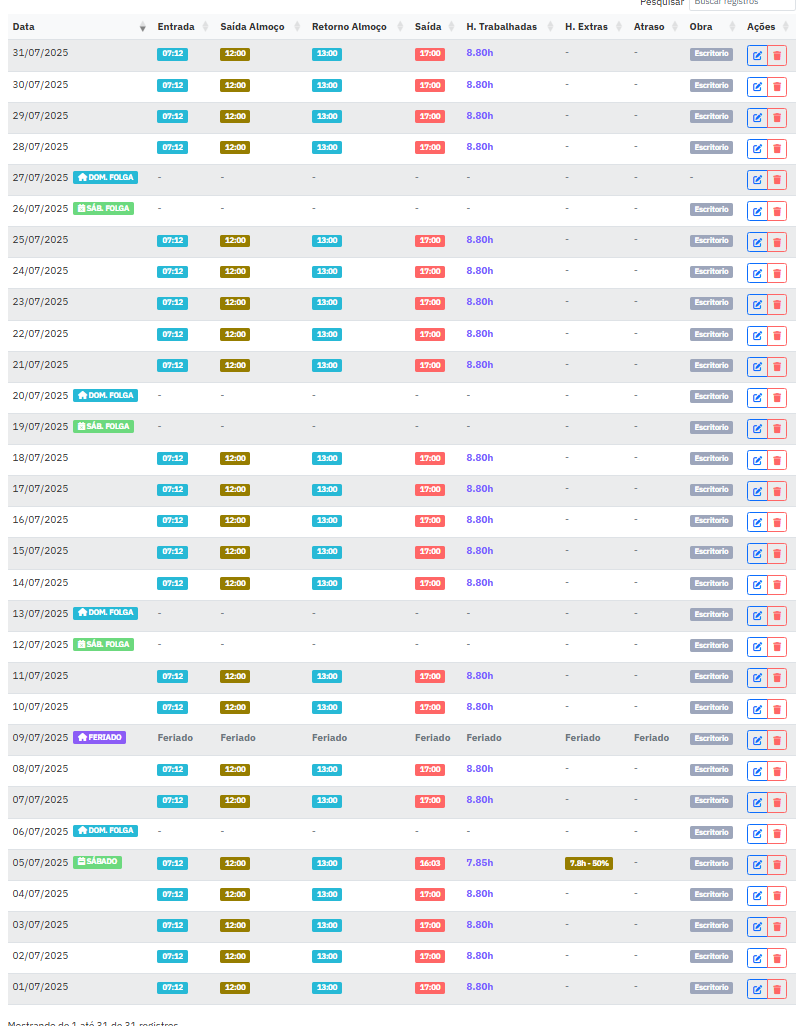 Pesquisar Buscar registros
Data Entrada Saída Almoço Retorno Almoço Saída H. Trabalhadas H. Extras Atraso Obra Ações
31/07/2025 07:12 12:00 13:00 17:00 8.80h - - Escritorio
30/07/2025 07:12 12:00 13:00 17:00 8.80h - - Escritorio
29/07/2025 07:12 12:00 13:00 17:00 8.80h - - Escritorio
28/07/2025 07:12 12:00 13:00 17:00 8.80h - - Escritorio
27/07/2025 DOM. FOLGA - - - - - - - -
26/07/2025 SÁB. FOLGA - - - - - - - Escritorio
25/07/2025 07:12 12:00 13:00 17:00 8.80h - - Escritorio
24/07/2025 07:12 12:00 13:00 17:00 8.80h - - Escritorio
23/07/2025 07:12 12:00 13:00 17:00 8.80h - - Escritorio
22/07/2025 07:12 12:00 13:00 17:00 8.80h - - Escritorio
21/07/2025 07:12 12:00 13:00 17:00 8.80h - - Escritorio
20/07/2025 DOM. FOLGA - - - - - - - Escritorio
19/07/2025 SÁB. FOLGA - - - - - - - Escritorio
18/07/2025 07:12 12:00 13:00 17:00 8.80h - - Escritorio
17/07/2025 07:12 12:00 13:00 17:00 8.80h - - Escritorio
16/07/2025 07:12 12:00 13:00 17:00 8.80h - - Escritorio
15/07/2025 07:12 12:00 13:00 17:00 8.80h - - Escritorio
14/07/2025 07:12 12:00 13:00 17:00 8.80h - - Escritorio
13/07/2025 DOM. FOLGA - - - - - - - Escritorio
12/07/2025 SÁB. FOLGA - - - - - - - Escritorio
11/07/2025 07:12 12:00 13:00 17:00 8.80h - - Escritorio
10/07/2025 07:12 12:00 13:00 17:00 8.80h - - Escritorio
09/07/2025 FERIADO Feriado Feriado Feriado Feriado Feriado Feriado Feriado Escritorio
08/07/2025 07:12 12:00 13:00 17:00 8.80h - - Escritorio
07/07/2025 07:12 12:00 13:00 17:00 8.80h - - Escritorio
06/07/2025 DOM. FOLGA - - - - - - - Escritorio
05/07/2025 SÁBADO 07:12 12:00 13:00 16:03 7.85h 7.8h - 50% - Escritorio
04/07/2025 07:12 12:00 13:00 17:00 8.80h - - Escritorio
03/07/2025 07:12 12:00 13:00 17:00 8.80h - - Escritorio
02/07/2025 07:12 12:00 13:00 17:00 8.80h - - Escritorio
01/07/2025 07:12 12:00 13:00 17:00 8.80h - - Escritorio
Mostrando de 1 até 31 de 31 registros